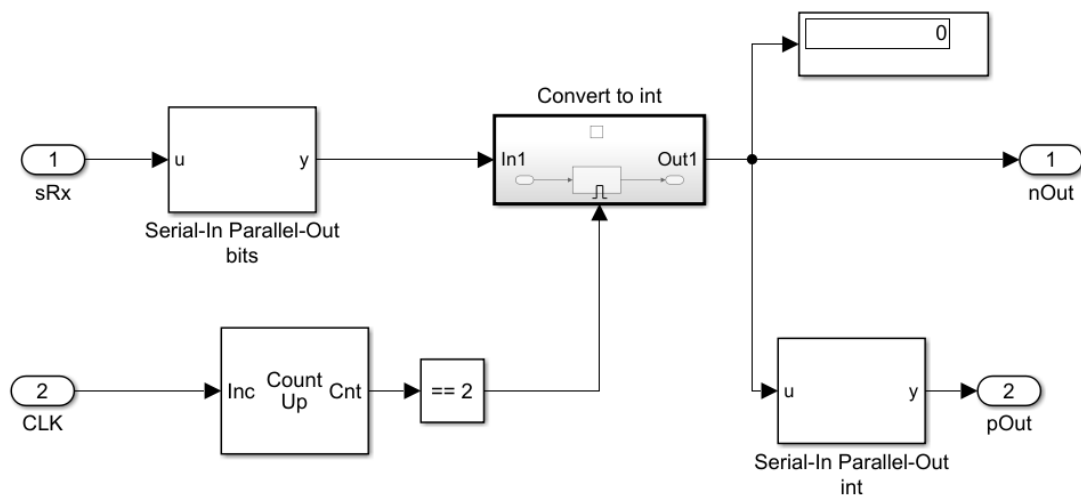 0
Convert to int
In1
Out1
1
sRx
u
y
Serial-In Parallel-Out
bits
1
nOut
2
CLK
Inc
Count
Up
Cnt
== 2
u
y
Serial-In Parallel-Out
int
2
pOut